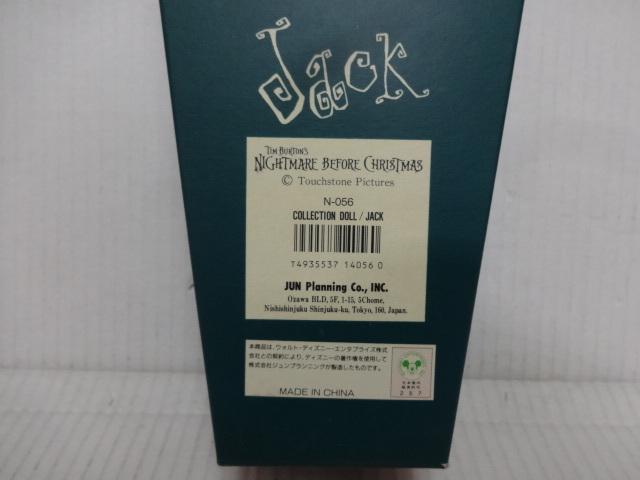 Jack
TIM BURTON'S
NIGHTMARE BEFORE CHRISTMAS
© Touchstone Pictures
N-056
COLLECTION DOLL / JACK
T4935537 14056 0
JUN Planning Co., INC.
Ozawa BLD, 5F, 1-15, 5Chome,
Nishishinjuku Shinjuku-ku, Tokyo, 160, Japan.
本商品は、ウォルト・ディズニー・エンタプライズ株式
会社との契約により、ディズニーの著作権を使用して
株式会社ジュンプランニングが製造したものです。
MADE IN CHINA